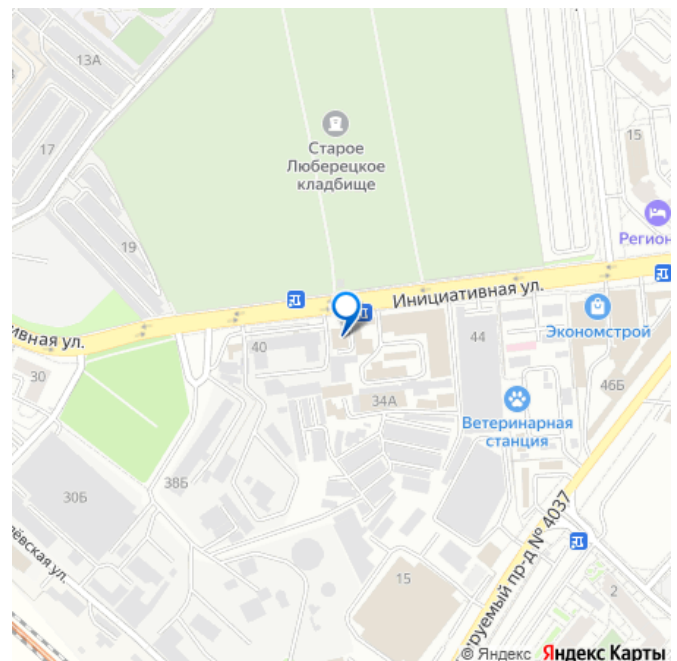 13А
17
15
Старое
Люберецкое
кладбище
19
Регион
Инициативная ул.
ивная ул.
40
44
Экономстрой
30
34А
46Б
Ветеринарная
станция
38Б
30Б
ёвская ул.
15
ируемый пр-д № 4037
2
© Яндекс Яндекс Карты